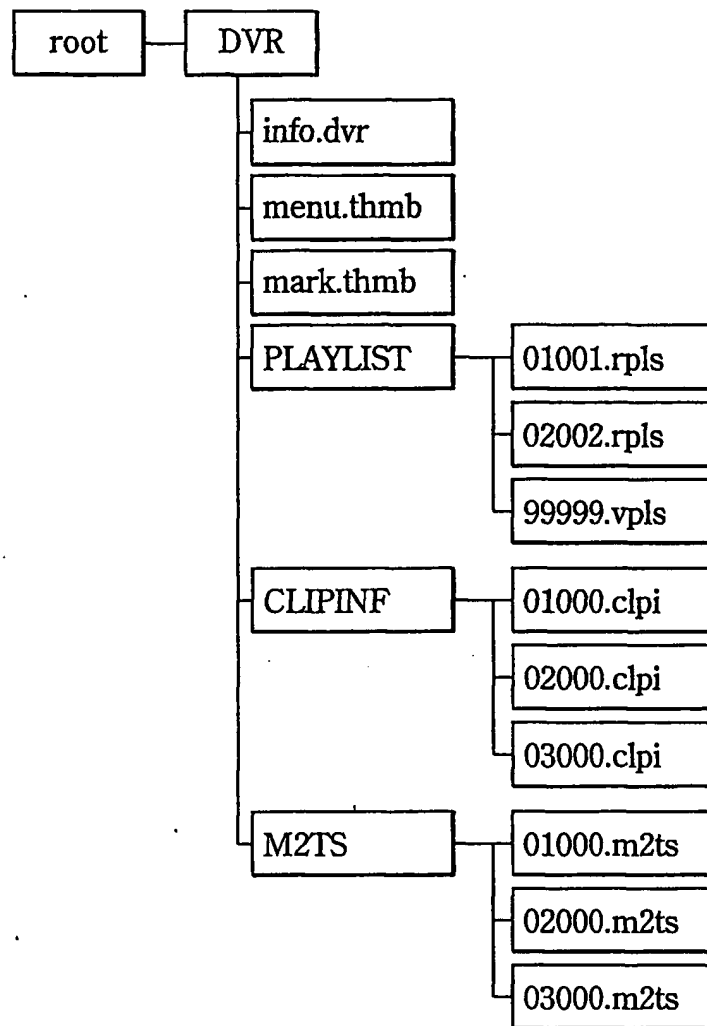 root
DVR
info.dvr
menu.thmb
mark.thmb
PLAYLIST
01001.rpls
02002.rpls
99999.vpls
CLIPINF
01000.clpi
02000.clpi
03000.clpi
M2TS
01000.m2ts
02000.m2ts
03000.m2ts